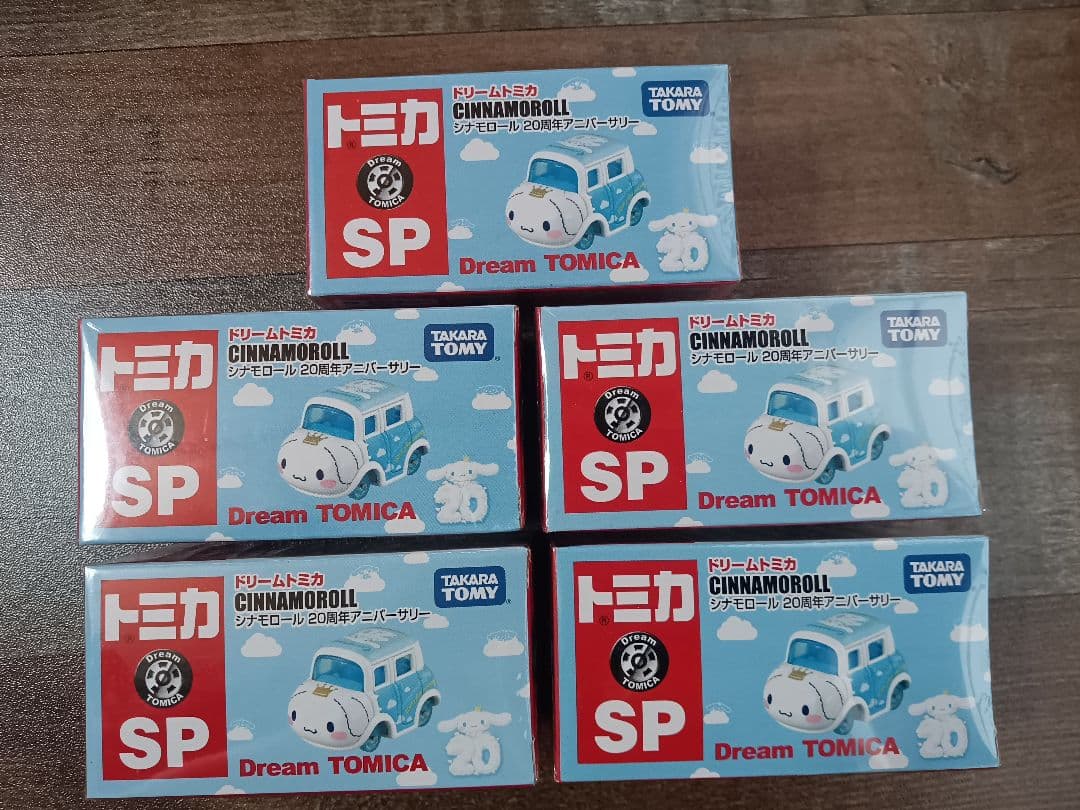 トミカ
Dream
TOMICA
SP
ドリームトミカ
CINNAMOROLL
シナモロール 20周年アニバーサリー
TAKARA
TOMY
Dream TOMICA
20
トミカ
Dream
TOMICA
SP
ドリームトミカ
CINNAMOROLL
シナモロール 20周年アニバーサリー
TAKARA
TOMY
Dream TOMICA
20
トミカ
Dream
TOMICA
SP
ドリームトミカ
CINNAMOROLL
シナモロール 20周年アニバーサリー
TAKARA
TOMY
Dream TOMICA
20
トミカ
Dream
TOMICA
SP
ドリームトミカ
CINNAMOROLL
シナモロール 20周年アニバーサリー
TAKARA
TOMY
Dream TOMICA
20
トミカ
Dream
TOMICA
SP
ドリームトミカ
CINNAMOROLL
シナモロール 20周年アニバーサリー
TAKARA
TOMY
Dream TOMICA
20